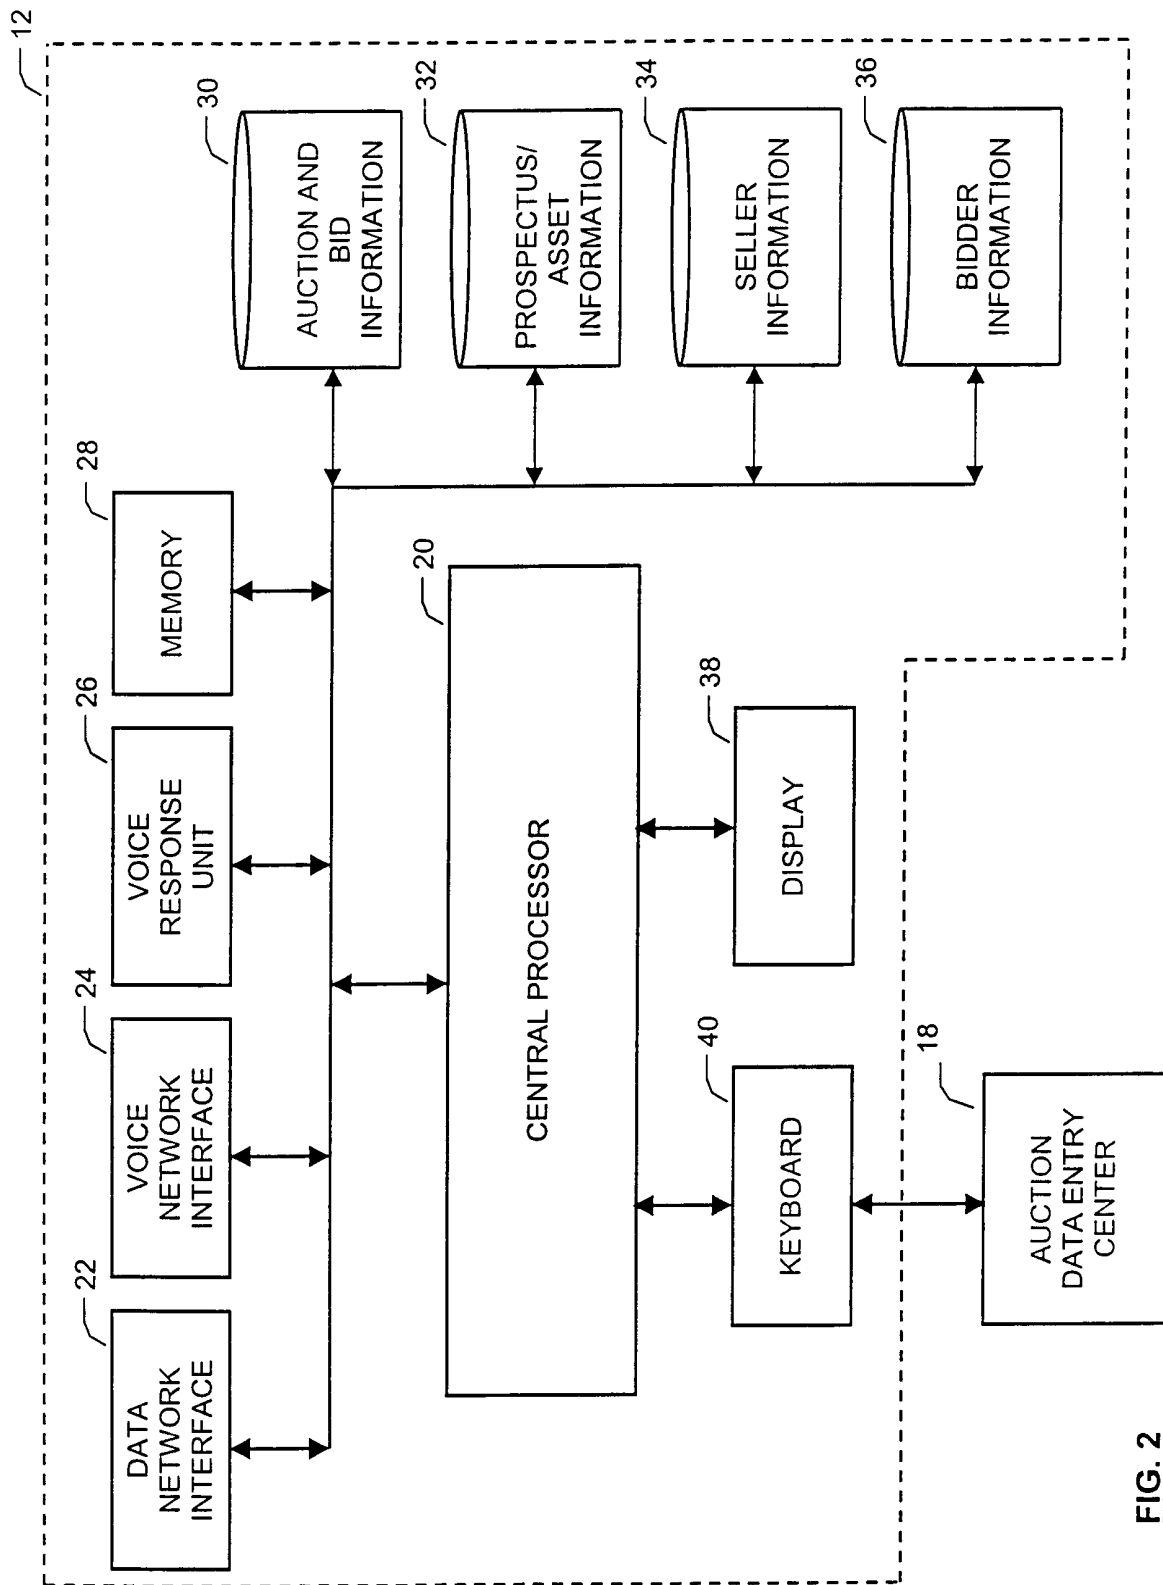 12
22
DATA
NETWORK
INTERFACE
24
VOICE
NETWORK
INTERFACE
26
VOICE
RESPONSE
UNIT
28
MEMORY
30
AUCTION AND
BID
INFORMATION
32
PROSPECTUS/
ASSET
INFORMATION
34
SELLER
INFORMATION
36
BIDDER
INFORMATION
20
CENTRAL PROCESSOR
40
KEYBOARD
38
DISPLAY
18
AUCTION
DATA ENTRY
CENTER
FIG. 2